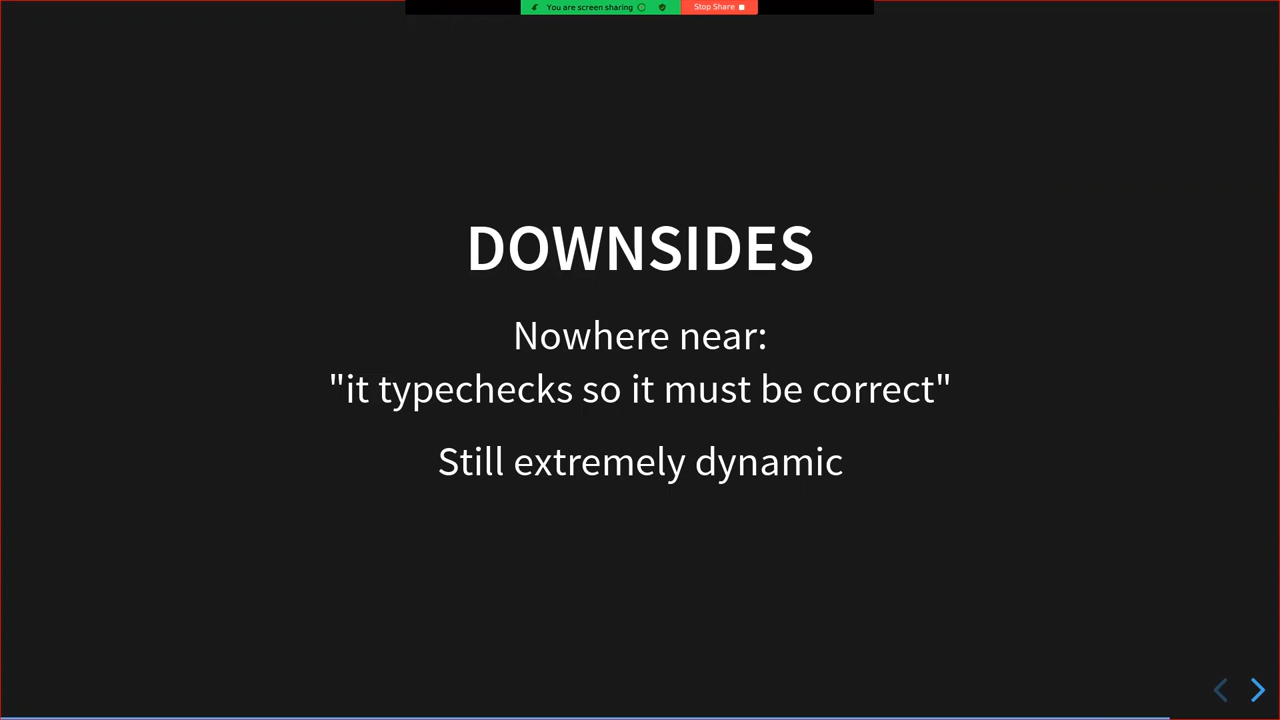 You are screen sharing
Stop Share
DOWNSIDES
Nowhere near:
"it typechecks so it must be correct"
Still extremely dynamic